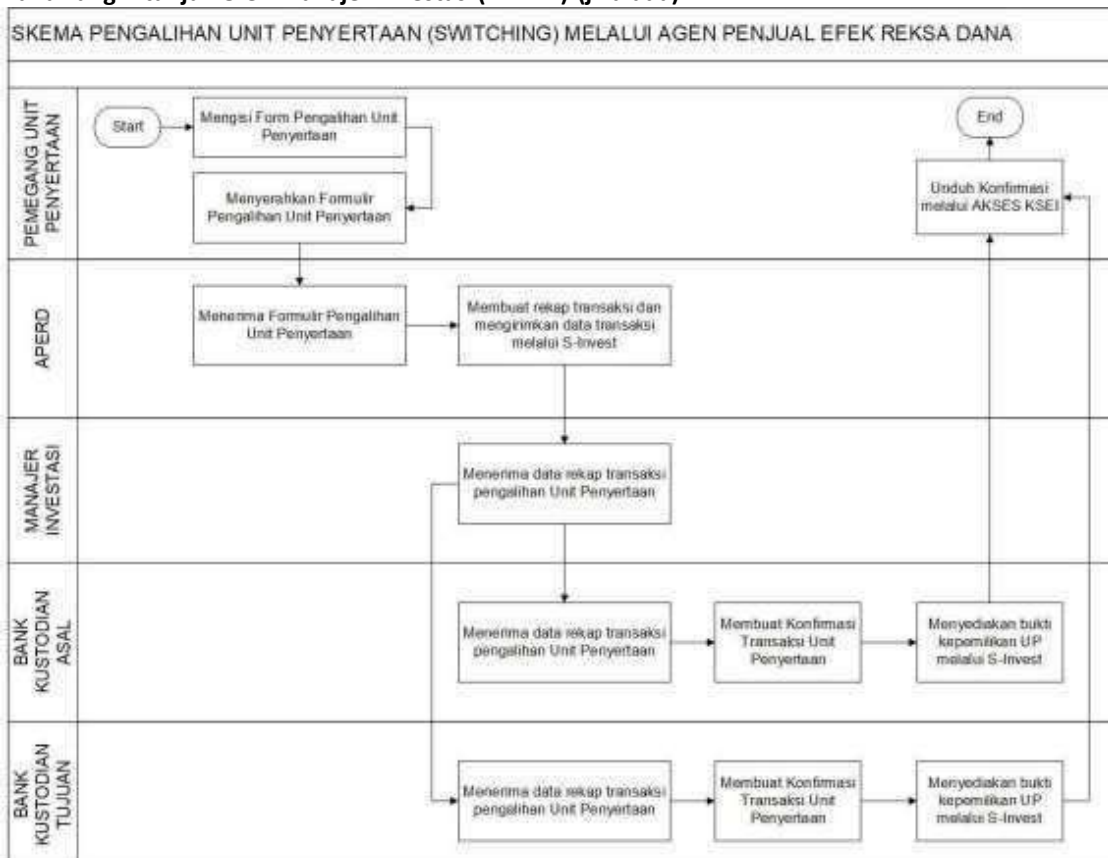 SKEMA PENGALIHAN UNIT PENYERTAAN (SWITCHING) MELALUI AGEN PENJUAL EFEK REKSA DANA
PEMEGANG UNIT
PENYERTAAN
Start
Mengisi Form Pengalihan Unit
Penyertaan
Menyerahkan Formulir
Pengalihan Unit Penyertaan
End
Unduh Konfirmasi
melalui AKSES KSEI
APERD
Menerima Formulir Pengalihan
Unit Penyertaan
Membuat rekap transaksi dan
mengirimkan data transaksi
melalui S-Invest
MANAJER
INVESTASI
Menerima data rekap transaksi
pengalihan Unit Penyertaan
BANK
KUSTODIAN
ASAL
Menerima data rekap transaksi
pengalihan Unit Penyertaan
Membuat Konfirmasi
Transaksi Unit
Penyertaan
Menyediakan bukti
kepemilikan UP
melalui S-Invest
BANK
KUSTODIAN
TUJUAN
Menerima data rekap transaksi
pengalihan Unit Penyertaan
Membuat Konfirmasi
Transaksi Unit
Penyertaan
Menyediakan bukti
kepemilikan UP
melalui S-Invest